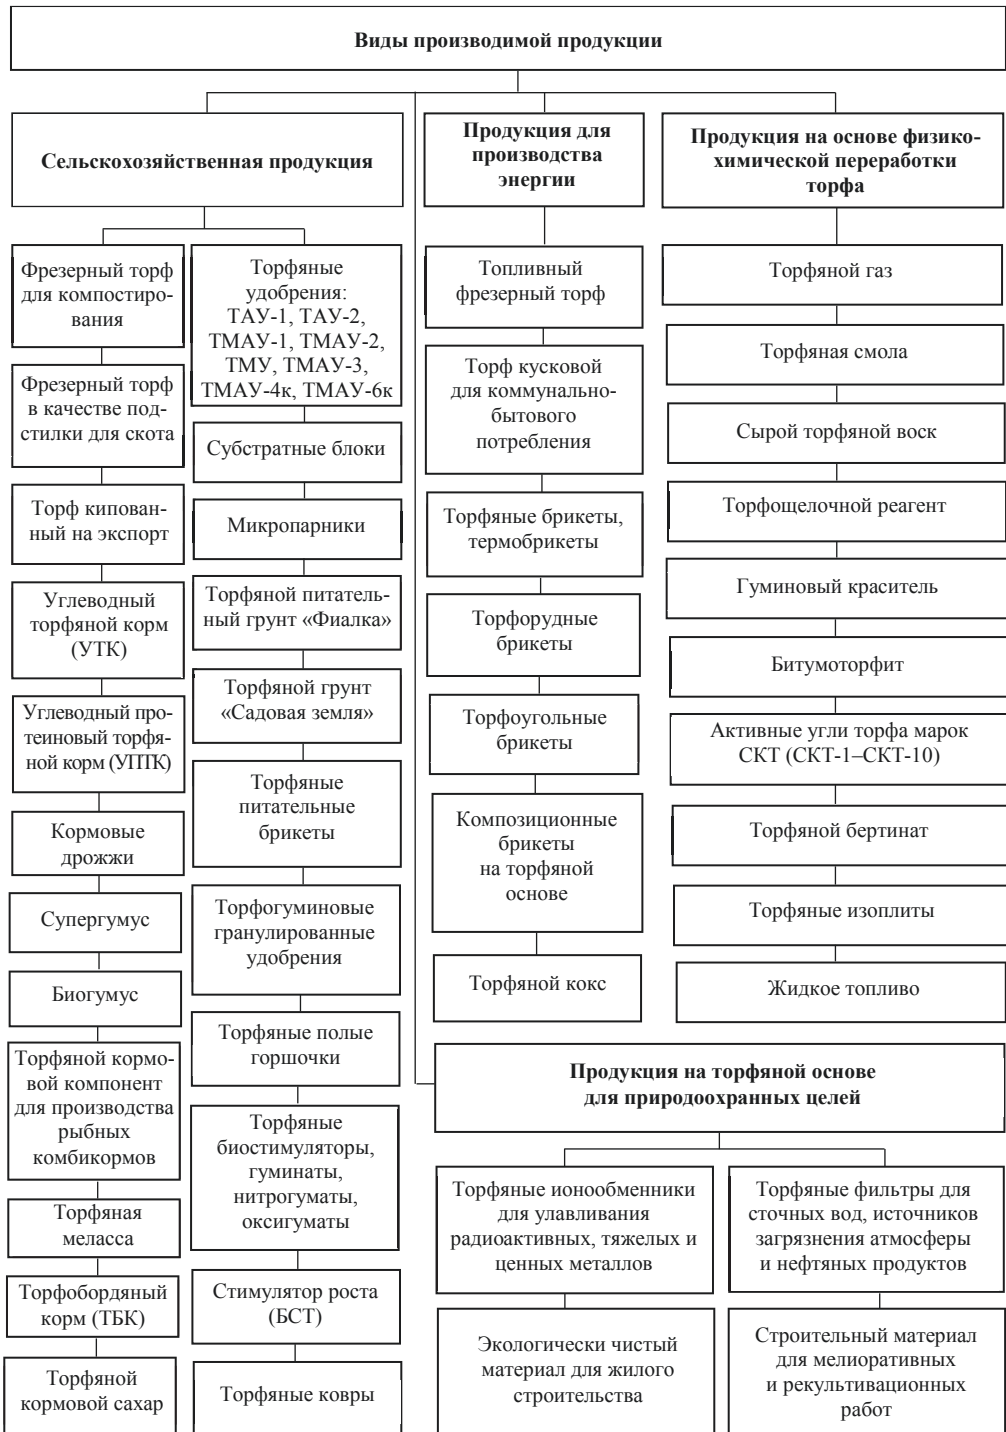 Виды производимой продукции
Сельскохозяйственная продукция
Фрезерный торф
для компостиро-
вания
Фрезерный торф
в качестве под-
стилки для скота
Торф кипован-
ный на экспорт
Углеводный
торфяной корм
(УТК)
Углеводный про-
теиновый торфя-
ной корм (УПТК)
Кормовые
дрожжи
Супергумус
Биогумус
Торфяной кормо-
вой компонент
для производства
рыбных
комбикормов
Торфяная
меласса
Торфобордяный
корм (ТБК)
Торфяной
кормовой сахар
Торфяные
удобрения:
ТАУ-1, ТАУ-2,
ТМАУ-1, ТМАУ-2,
ТМУ, ТМАУ-3,
ТМАУ-4к, ТМАУ-6к
Субстратные блоки
Микропарники
Торфяной питатель-
ный грунт «Фиалка»
Торфяной грунт
«Садовая земля»
Торфяные
питательные
брикеты
Торфогуминовые
гранулированные
удобрения
Торфяные полые
горшочки
Торфяные
биостимуляторы,
гуминаты,
нитрогуматы,
оксигуматы
Стимулятор роста
(БСТ)
Торфяные ковры
Продукция для
производства
энергии
Топливный
фрезерный торф
Торф кусковой
для коммунально-
бытового
потребления
Торфяные брикеты,
термобрикеты
Торфорудные
брикеты
Торфоугольные
брикеты
Композиционные
брикеты
на торфяной
основе
Торфяной кокс
Продукция на основе физико-
химической переработки
торфа
Торфяной газ
Торфяная смола
Сырой торфяной воск
Торфощелочной реагент
Гуминовый краситель
Битумоторфит
Активные угли торфа марок
СКТ (СКТ-1–СКТ-10)
Торфяной бертинат
Торфяные изоплиты
Жидкое топливо
Продукция на торфяной основе
для природоохранных целей
Торфяные ионообменники
для улавливания
радиоактивных, тяжелых и
ценных металлов
Экологически чистый
материал для жилого
строительства
Торфяные фильтры для
сточных вод, источников
загрязнения атмосферы
и нефтяных продуктов
Строительный материал
для мелиоративных
и рекультивационных
работ